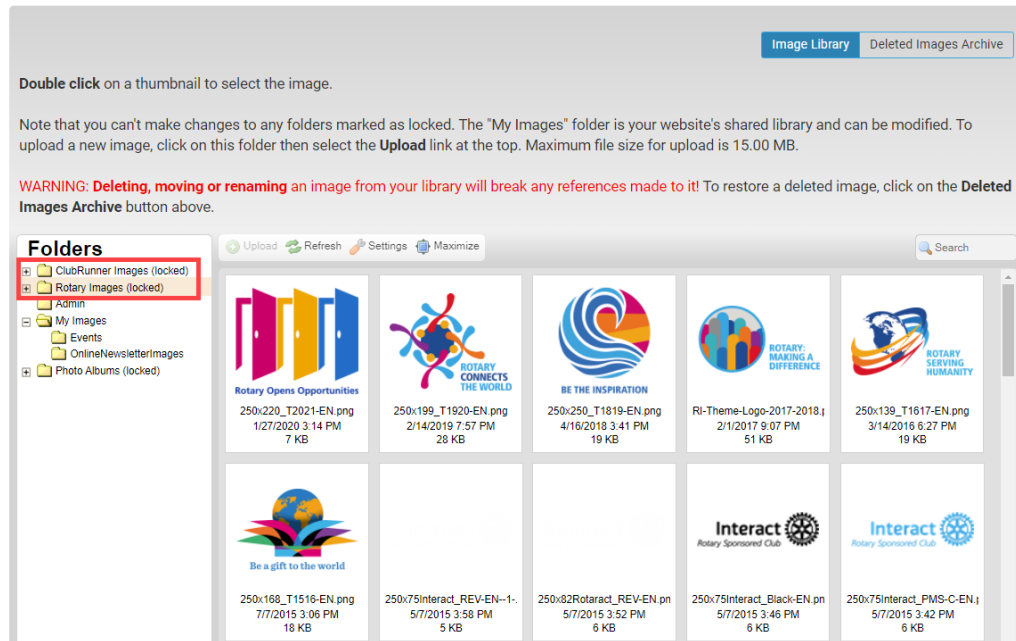 Image Library Deleted Images Archive
Double click on a thumbnail to select the image.
Note that you can't make changes to any folders marked as locked. The "My Images" folder is your website's shared library and can be modified. To
upload a new image, click on this folder then select the Upload link at the top. Maximum file size for upload is 15.00 MB.
WARNING: Deleting, moving or renaming an image from your library will break any references made to it! To restore a deleted image, click on the Deleted
Images Archive button above.
Folders
ClubRunner Images (locked)
Rotary Images (locked)
Admin
My Images
Events
OnlineNewsletterImages
Photo Albums (locked)
Upload Refresh Settings Maximize Search
Rotary Opens Opportunities
250x220_T2021-EN.png
1/27/2020 3:14 PM
7 KB
ROTARY
CONNECTS
THE WORLD
250x199_T1920-EN.png
2/14/2019 7:57 PM
28 KB
BE THE INSPIRATION
250x250_T1819-EN.png
4/16/2018 3:41 PM
19 KB
ROTARY:
MAKING A
DIFFERENCE
RI-Theme-Logo-2017-2018.p
2/1/2017 9:07 PM
51 KB
ROTARY
SERVING
HUMANITY
250x139_T1617-EN.png
3/14/2016 6:27 PM
19 KB
Be a gift to the world
250x168_T1516-EN.png
7/7/2015 3:06 PM
18 KB
250x75Interact_REV-EN--1-.
5/7/2015 3:58 PM
5 KB
250x82Rotaract_REV-EN.pn
5/7/2015 3:52 PM
6 KB
Interact
Rotary Sponsored Club
250x75Interact_Black-EN.pn
5/7/2015 3:46 PM
6 KB
Interact
Rotary Sponsored Club
250x75Interact_PMS-C-EN.p
5/7/2015 3:42 PM
6 KB